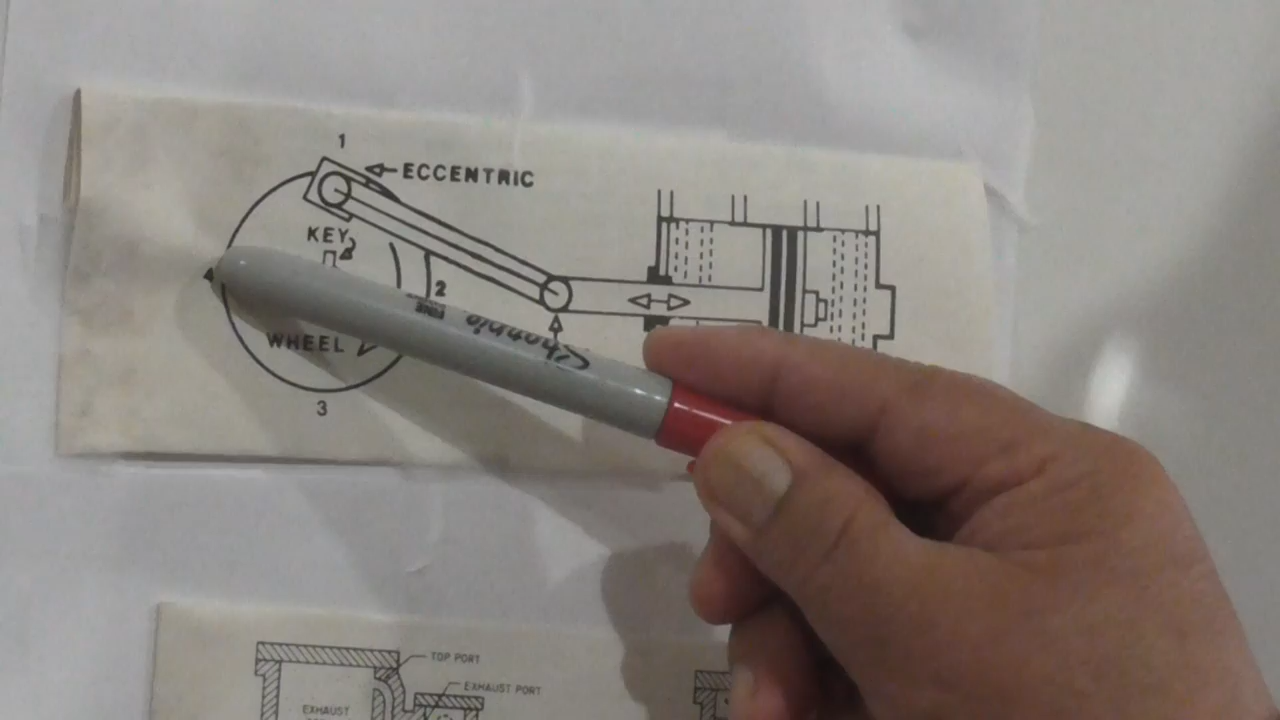 1
ECCENTRIC
KEY
2
FINE
Sharpie
WHEEL
3
TOP PORT
EXHAUST PORT
EXHAUST